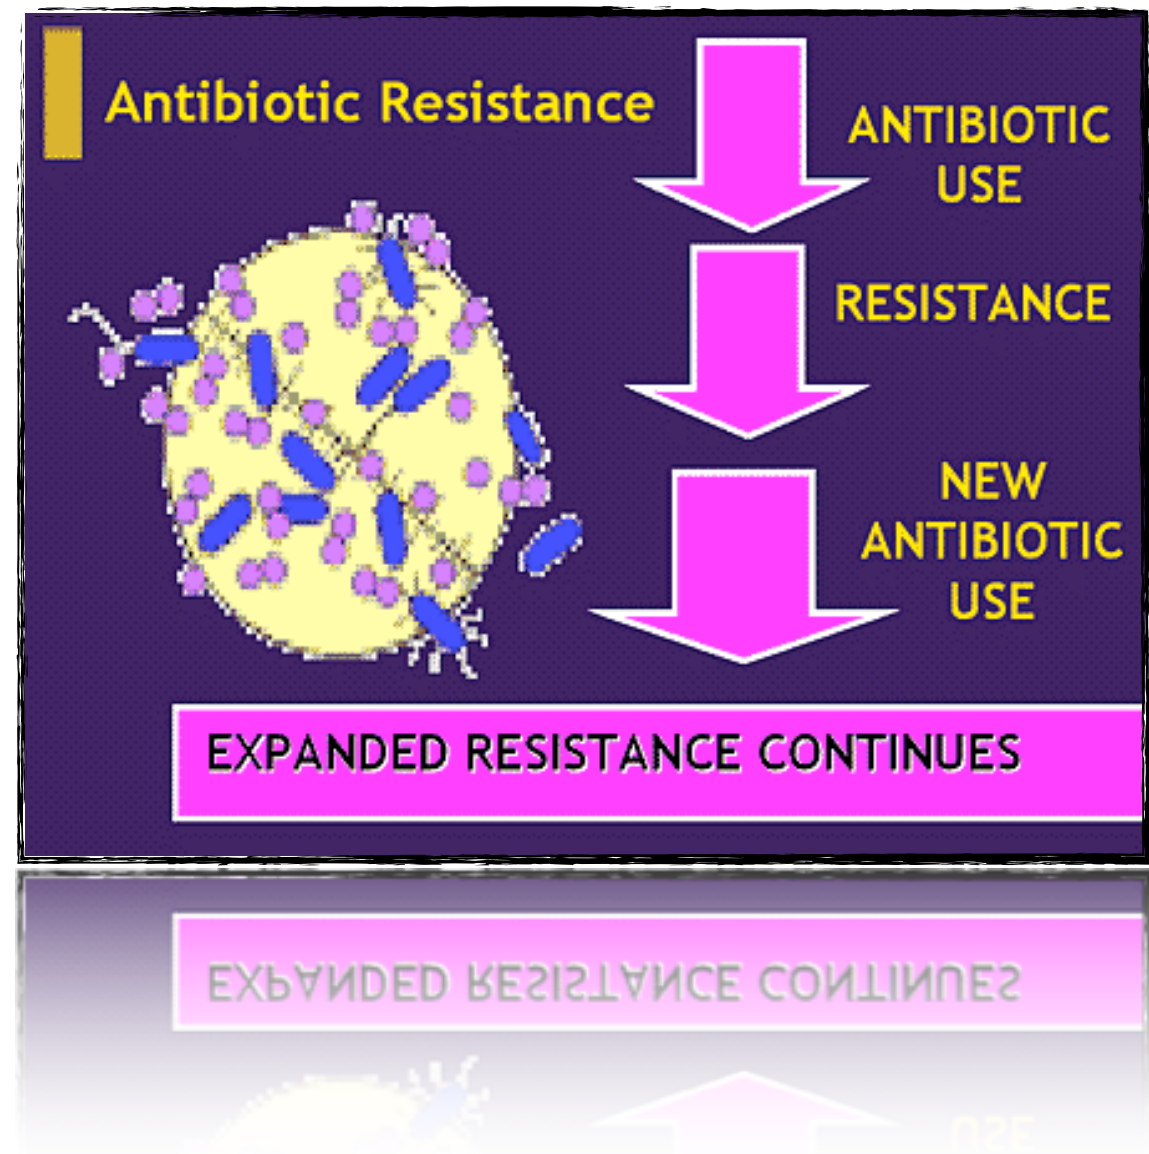 Antibiotic Resistance
ANTIBIOTIC
USE
RESISTANCE
NEW
ANTIBIOTIC
USE
EXPANDED RESISTANCE CONTINUES